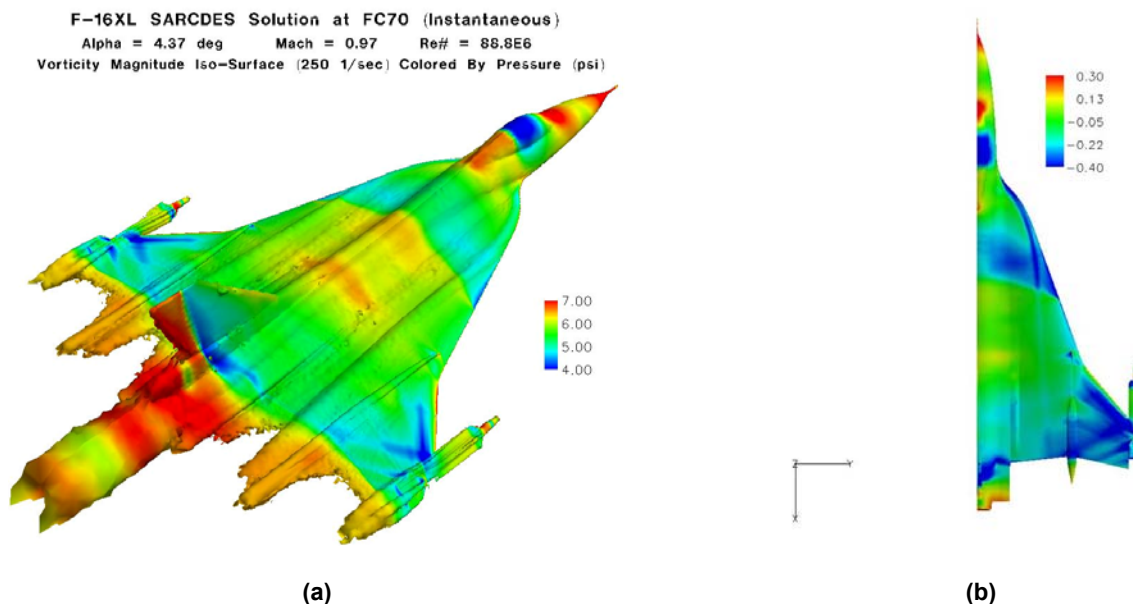 F-16XL SARCDES Solution at FC70 (Instantaneous)
Alpha = 4.37 deg Mach = 0.97 Re# = 88.8E6
Vorticity Magnitude Iso-Surface (250 1/sec) Colored By Pressure (psi)
7.00
6.00
5.00
4.00
0.30
0.13
-0.05
-0.22
-0.40
Z
Y
X
(a)
(b)